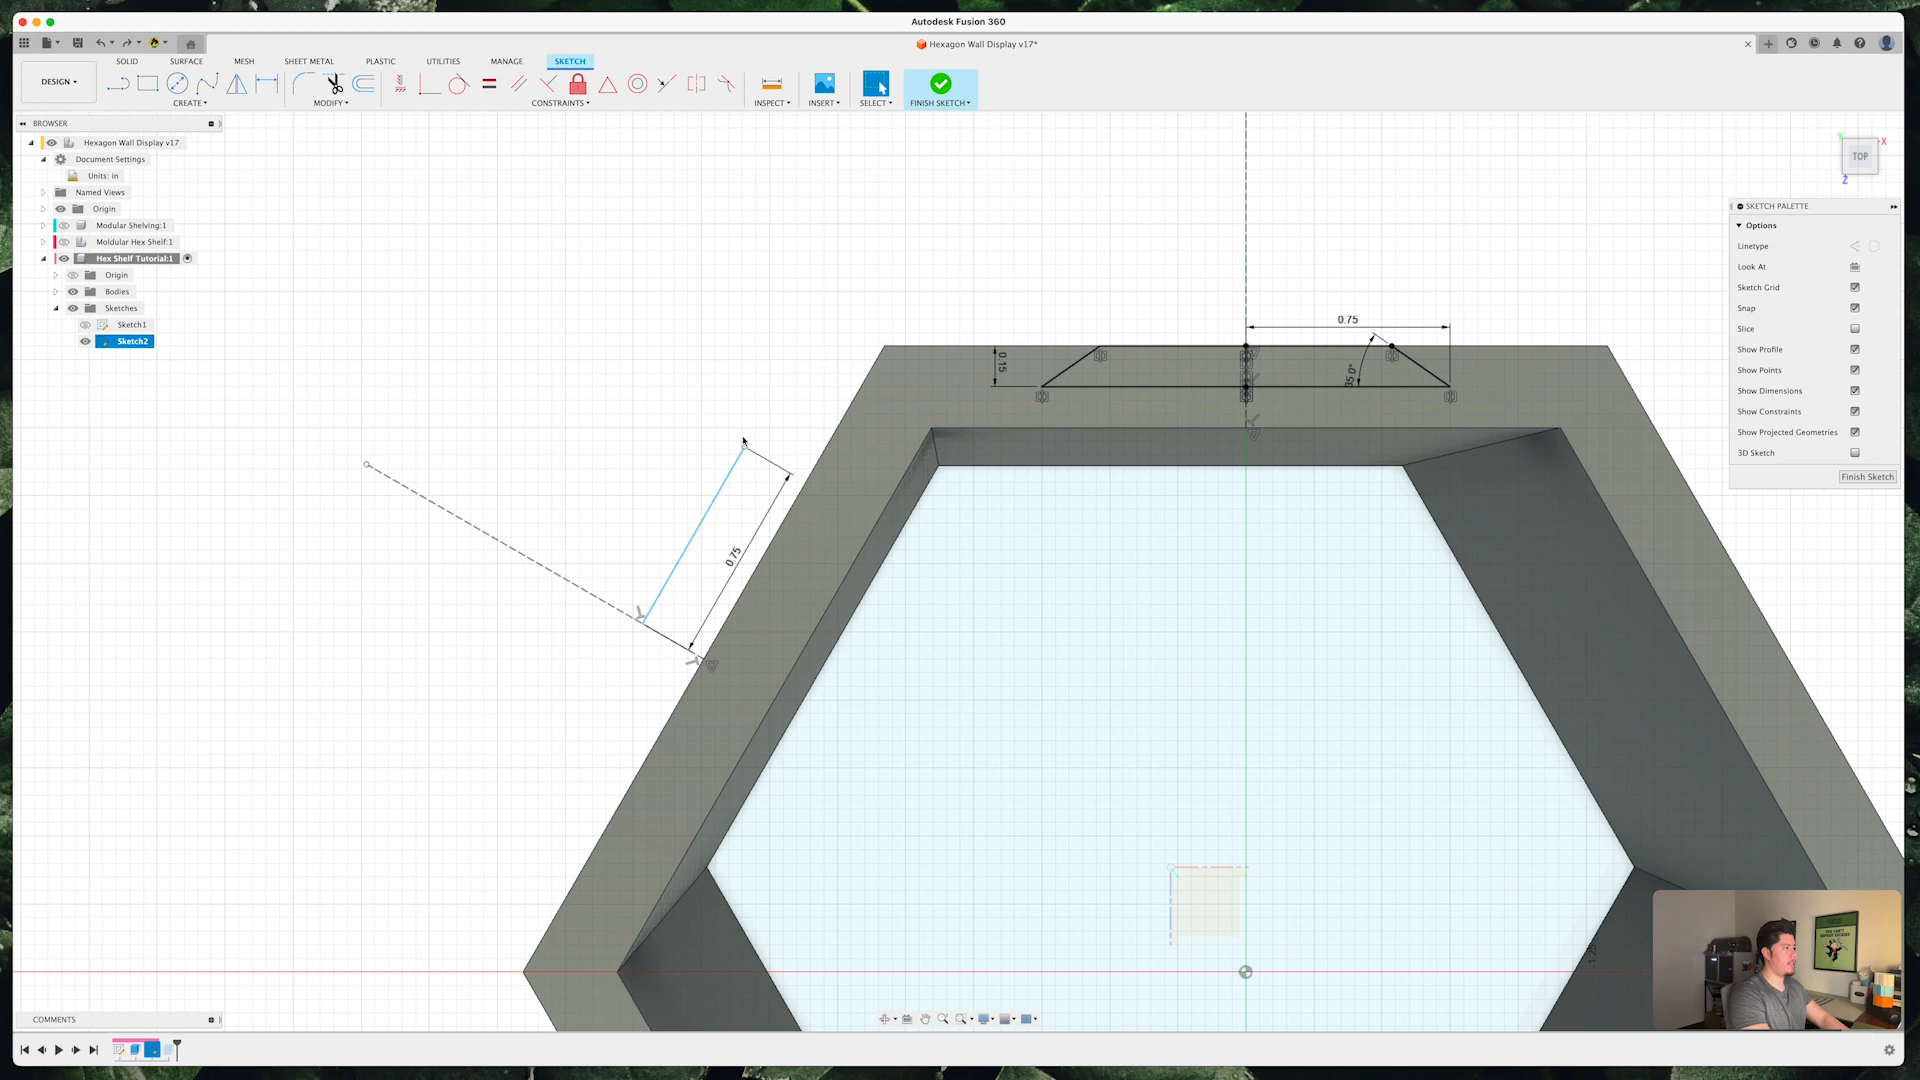 Autodesk Fusion 360
Hexagon Wall Display v17*
DESIGN
SOLID SURFACE MESH SHEET METAL PLASTIC UTILITIES MANAGE SKETCH
CREATE MODIFY CONSTRAINTS INSPECT INSERT SELECT FINISH SKETCH
BROWSER
Hexagon Wall Display v17
Document Settings
Units: in
Named Views
Origin
Modular Shelving:1
Moldular Hex Shelf:1
Hex Shelf Tutorial:1
Origin
Bodies
Sketches
Sketch1
Sketch2
0.75
0.15
35.0°
0.75
TOP
X
Z
SKETCH PALETTE
Options
Linetype
Look At
Sketch Grid
Snap
Slice
Show Profile
Show Points
Show Dimensions
Show Constraints
Show Projected Geometries
3D Sketch
Finish Sketch
COMMENTS